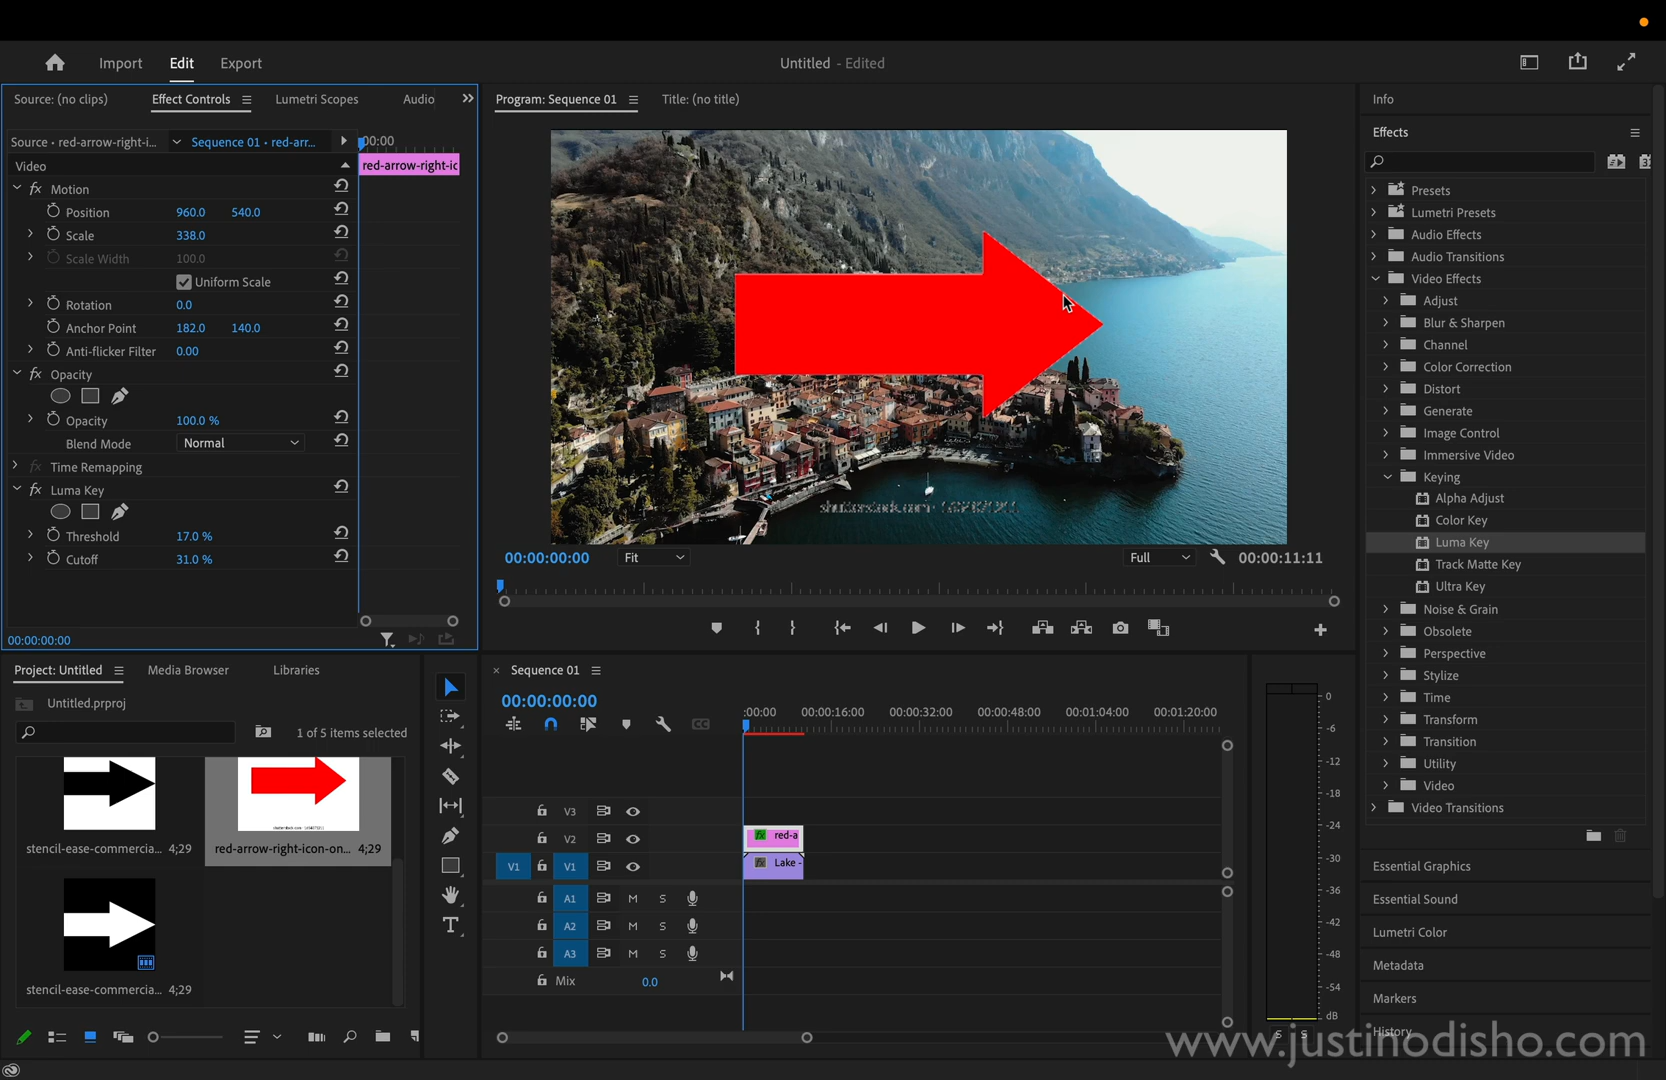 Import Edit Export
Untitled - Edited
Source: (no clips) Effect Controls Lumetri Scopes Audio
Source • red-arrow-right-i... Sequence 01 • red-arr... :00:00
Video red-arrow-right-ic
fx Motion
Position 960.0 540.0
Scale 338.0
Scale Width 100.0
Uniform Scale
Rotation 0.0
Anchor Point 182.0 140.0
Anti-flicker Filter 0.00
fx Opacity
Opacity 100.0 %
Blend Mode Normal
fx Time Remapping
fx Luma Key
Threshold 17.0 %
Cutoff 31.0 %
00:00:00:00
Program: Sequence 01 Title: (no title)
00:00:00:00 Fit Full 00:00:11:11
Info
Effects
Presets
Lumetri Presets
Audio Effects
Audio Transitions
Video Effects
Adjust
Blur & Sharpen
Channel
Color Correction
Distort
Generate
Image Control
Immersive Video
Keying
Alpha Adjust
Color Key
Luma Key
Track Matte Key
Ultra Key
Noise & Grain
Obsolete
Perspective
Stylize
Time
Transform
Transition
Utility
Video
Video Transitions
Essential Graphics
Essential Sound
Lumetri Color
Metadata
Markers
History
Project: Untitled Media Browser Libraries
Untitled.prproj
1 of 5 items selected
stencil-ease-commercia... 4;29 red-arrow-right-icon-on... 4;29
stencil-ease-commercia... 4;29
Sequence 01
00:00:00:00
:00:00 00:00:16:00 00:00:32:00 00:00:48:00 00:01:04:00 00:01:20:00
V3
V2 fx red-a
V1 V1 fx Lake -
A1 M S
A2 M S
A3 M S
Mix 0.0
0
-6
-12
-18
-24
-30
-36
-42
-48
-54
dB
S S
www.justinodisho.com